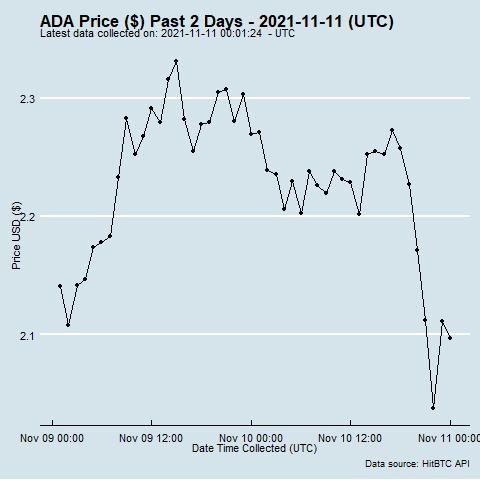 ADA Price ($) Past 2 Days - 2021-11-11 (UTC)
Latest data collected on: 2021-11-11 00:01:24 - UTC
Price USD ($)
2.3
2.2
2.1
Nov 09 00:00 Nov 09 12:00 Nov 10 00:00 Nov 10 12:00 Nov 11 00:00
Date Time Collected (UTC)
Data source: HitBTC API